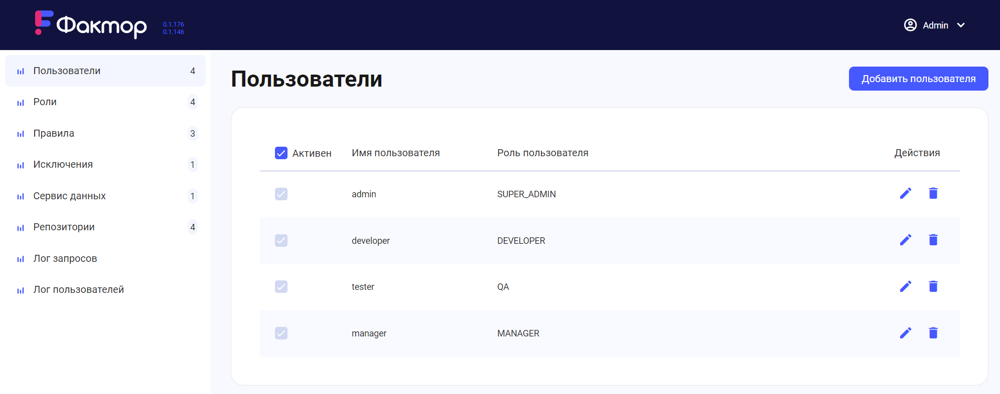 Фактор
0.1.176
0.1.146
Admin
Пользователи 4
Роли 4
Правила 3
Исключения 1
Сервис данных 1
Репозитории 4
Лог запросов
Лог пользователей
Пользователи
Добавить пользователя
Активен Имя пользователя Роль пользователя Действия
admin SUPER_ADMIN
developer DEVELOPER
tester QA
manager MANAGER